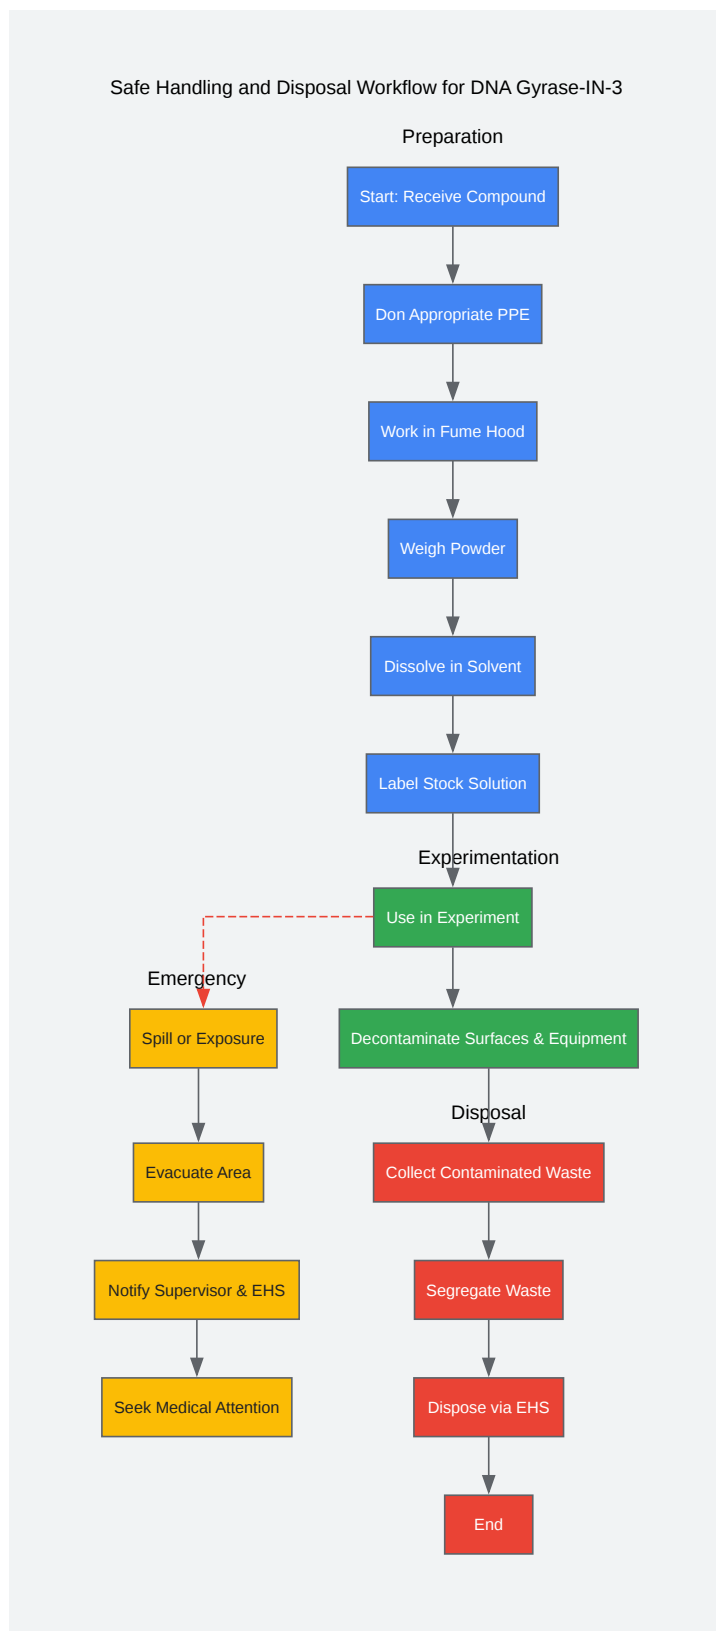 Safe Handling and Disposal Workflow for DNA Gyrase-IN-3
Preparation
Start: Receive Compound
Don Appropriate PPE
Work in Fume Hood
Weigh Powder
Dissolve in Solvent
Label Stock Solution
Experimentation
Use in Experiment
Decontaminate Surfaces & Equipment
Emergency
Spill or Exposure
Evacuate Area
Notify Supervisor & EHS
Seek Medical Attention
Disposal
Collect Contaminated Waste
Segregate Waste
Dispose via EHS
End